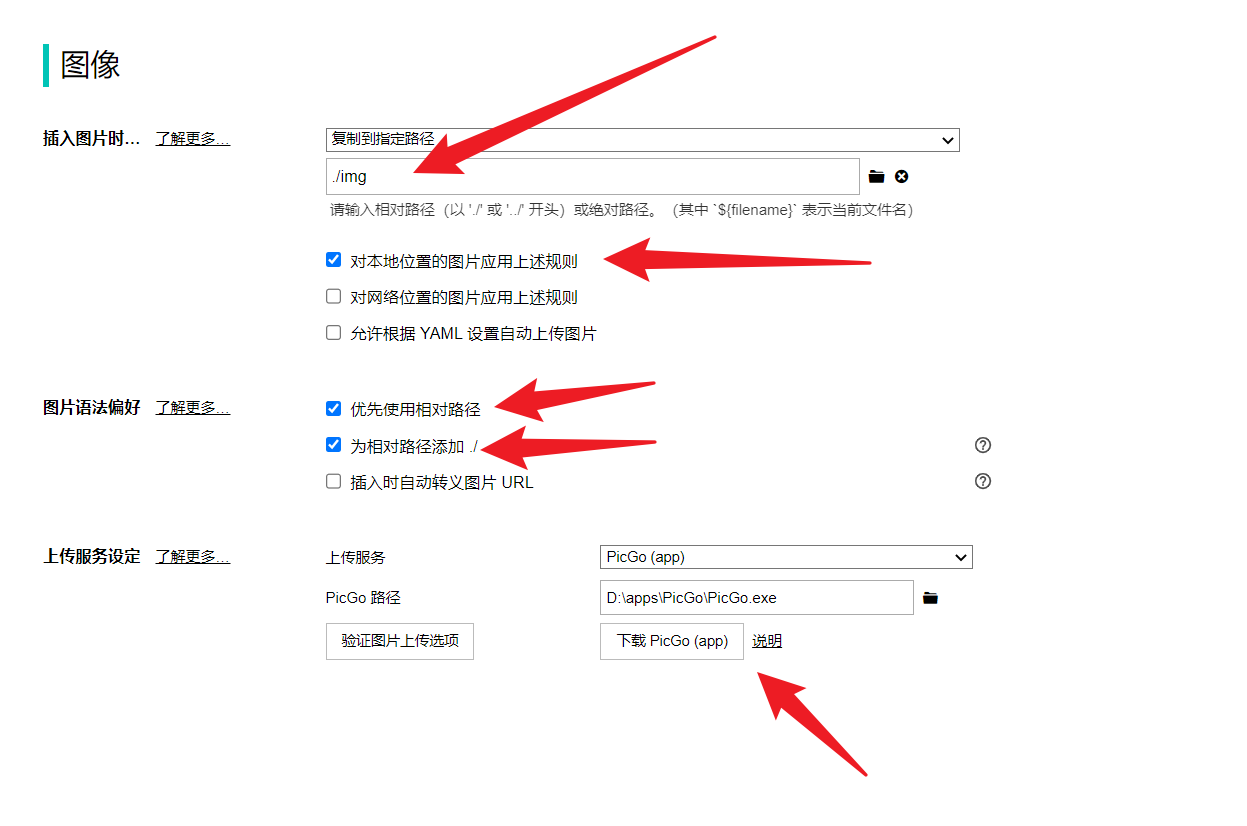 图像
插入图片时... 了解更多... 复制到指定路径
./img
请输入相对路径（以 './' 或 '../' 开头）或绝对路径。（其中 `${filename}` 表示当前文件名）
对本地位置的图片应用上述规则
对网络位置的图片应用上述规则
允许根据 YAML 设置自动上传图片
图片语法偏好 了解更多... 优先使用相对路径
为相对路径添加 ./
插入时自动转义图片 URL
上传服务设定 了解更多... 上传服务 PicGo (app)
PicGo 路径 D:\apps\PicGo\PicGo.exe
验证图片上传选项 下载 PicGo (app) 说明